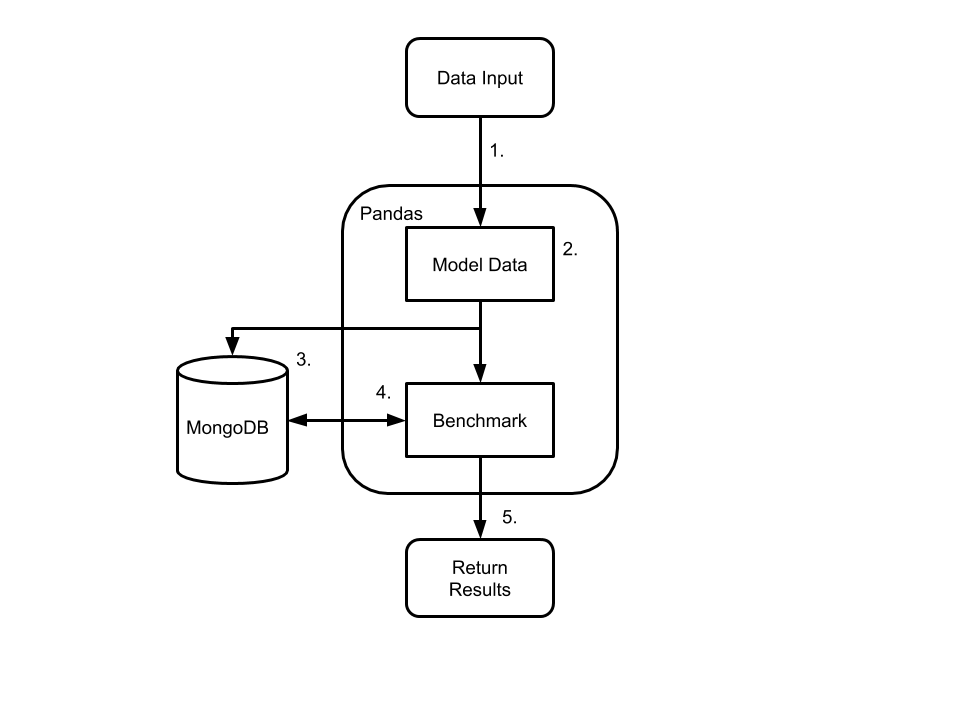 Data Input
1.
Pandas
Model Data
2.
3.
4.
MongoDB
Benchmark
5.
Return
Results